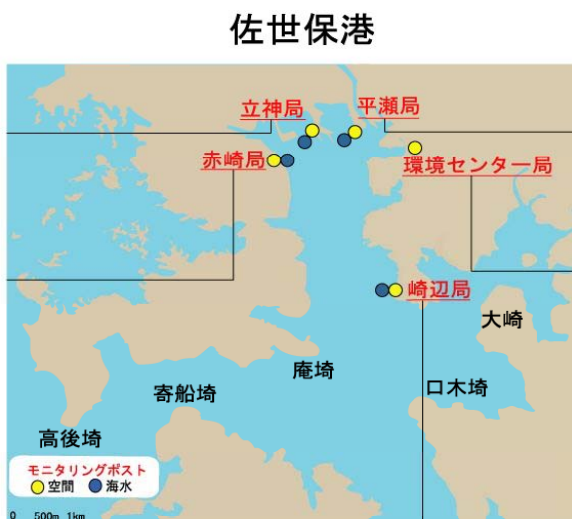 佐世保港
立神局
平瀬局
赤崎局
環境センター局
崎辺局
大崎
庵埼
口木埼
寄船埼
高後埼
モニタリングポスト
空間 海水
0 500m 1km